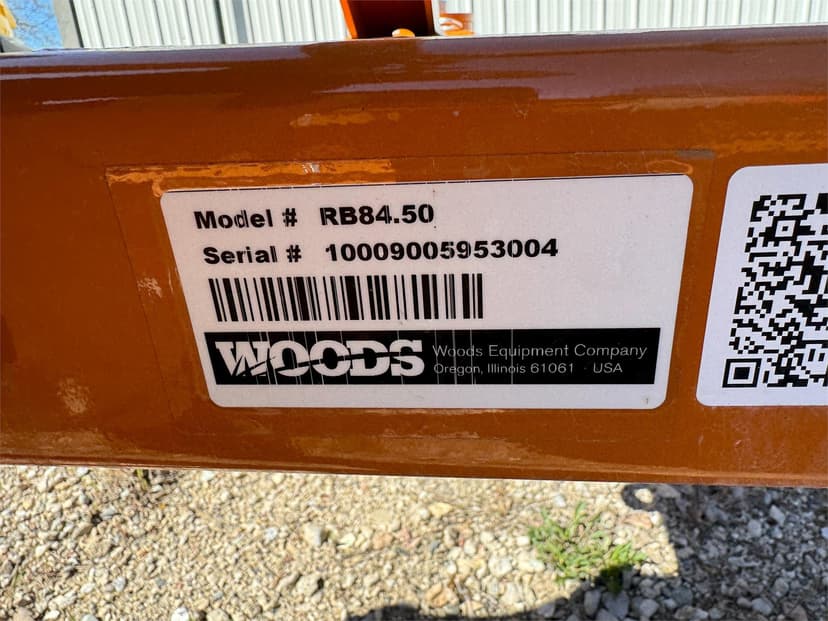 Model # RB84.50
Serial # 10009005953004
WOODS
Woods Equipment Company
Oregon, Illinois 61061 · USA